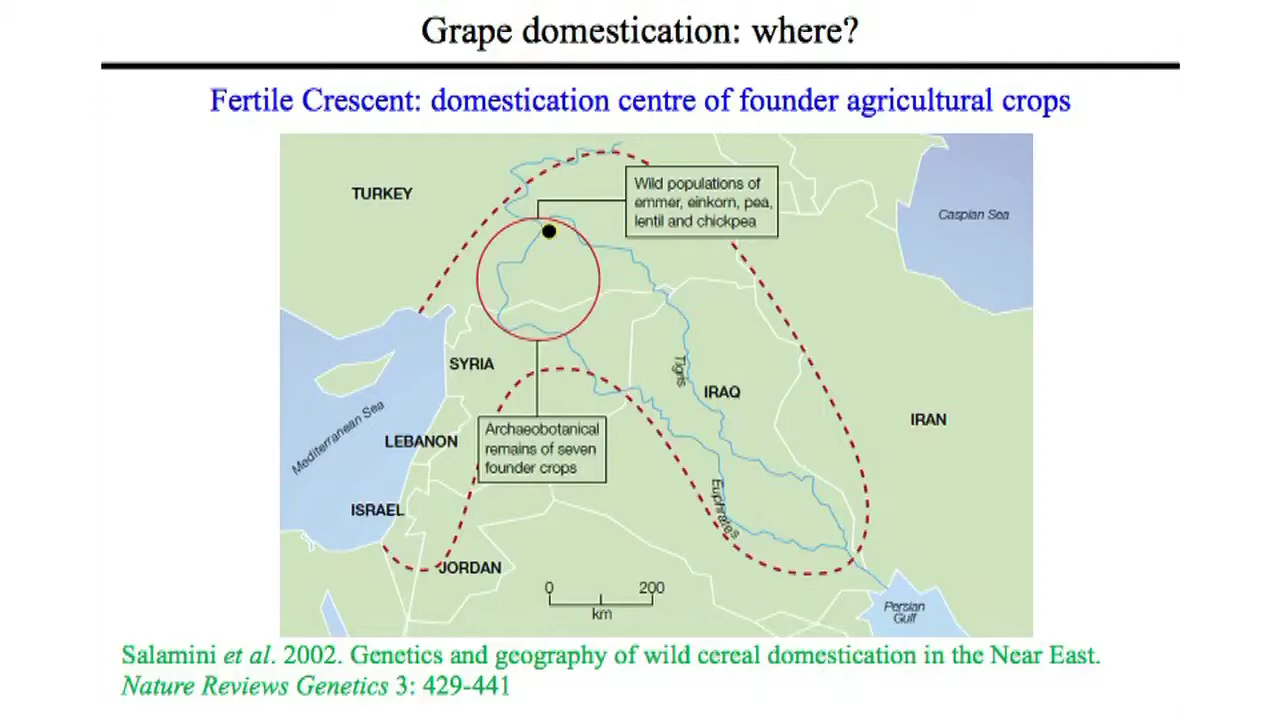 Grape domestication: where?
Fertile Crescent: domestication centre of founder agricultural crops
TURKEY
Wild populations of
emmer, einkorn, pea,
lentil and chickpea
Caspian Sea
SYRIA
Tigris
IRAQ
Mediterranean Sea
LEBANON
Archaeobotanical
remains of seven
founder crops
IRAN
ISRAEL
Euphrates
JORDAN
0 200
km
Persian
Gulf
Salamini et al. 2002. Genetics and geography of wild cereal domestication in the Near East.
Nature Reviews Genetics 3: 429-441